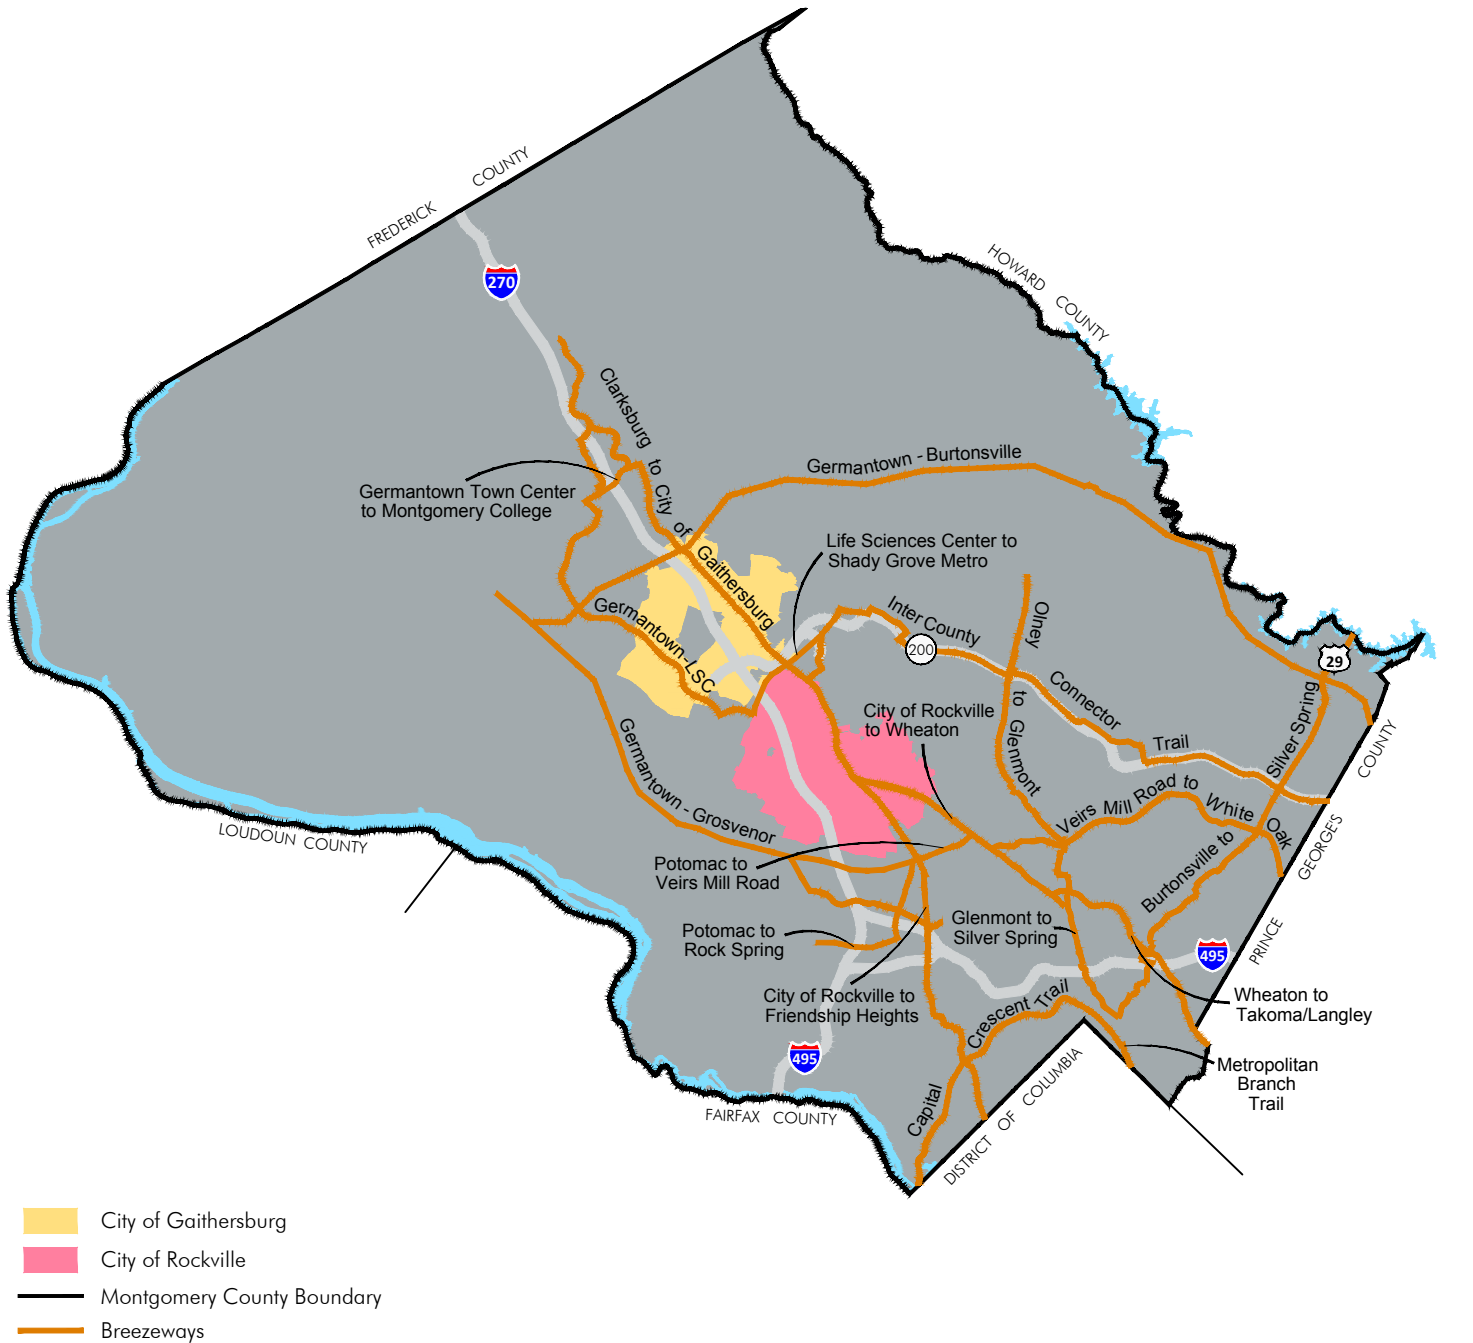 FREDERICK COUNTY
270
HOWARD COUNTY
Clarksburg to City of Gaithersburg
Germantown - Burtonsville
Germantown Town Center
to Montgomery College
Life Sciences Center to
Shady Grove Metro
InterCounty Connector Trail
200
Olney to Glenmont
29
Germantown-LSC
City of Rockville
to Wheaton
Silver Spring
Burtonsville to
Germantown - Grosvenor
Veirs Mill Road to White Oak
LOUDOUN COUNTY
Potomac to
Veirs Mill Road
Potomac to
Rock Spring
Glenmont to
Silver Spring
495
PRINCE GEORGE'S COUNTY
City of Rockville to
Friendship Heights
Wheaton to
Takoma/Langley
Capital Crescent Trail
495
Metropolitan
Branch
Trail
FAIRFAX COUNTY
DISTRICT OF COLUMBIA
City of Gaithersburg
City of Rockville
Montgomery County Boundary
Breezeways